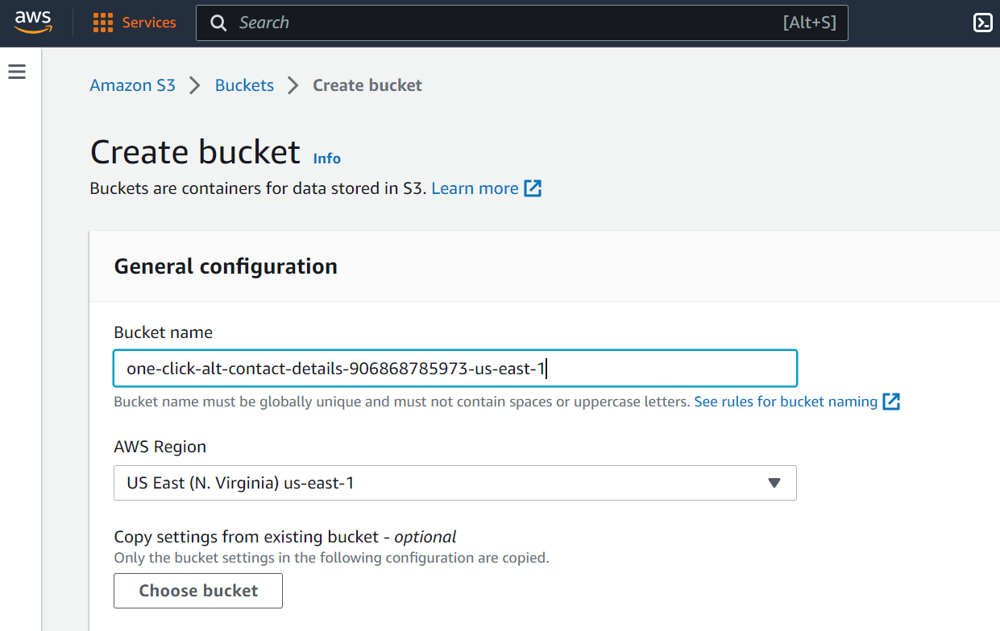 aws Services Search [Alt+S]
Amazon S3 > Buckets > Create bucket
Create bucket Info
Buckets are containers for data stored in S3. Learn more
General configuration
Bucket name
one-click-alt-contact-details-906868785973-us-east-1
Bucket name must be globally unique and must not contain spaces or uppercase letters. See rules for bucket naming
AWS Region
US East (N. Virginia) us-east-1
Copy settings from existing bucket - optional
Only the bucket settings in the following configuration are copied.
Choose bucket